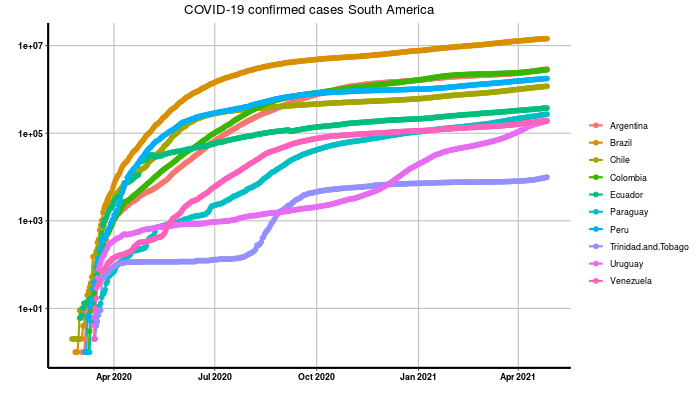 COVID-19 confirmed cases South America
1e+07
1e+05
1e+03
1e+01
Apr 2020
Jul 2020
Oct 2020
Jan 2021
Apr 2021
Argentina
Brazil
Chile
Colombia
Ecuador
Paraguay
Peru
Trinidad.and.Tobago
Uruguay
Venezuela